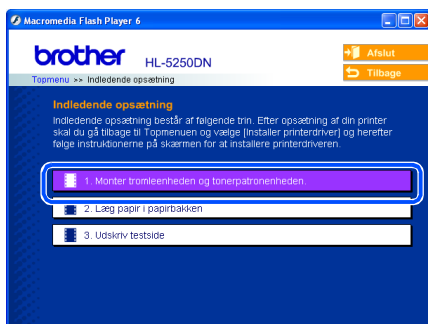 Macromedia Flash Player 6
brother
HL-5250DN
Afslut
Tilbage
Topmenu >> Indledende opsætning
Indledende opsætning
Indledende opsætning består af følgende trin. Efter opsætning af din printer
skal du gå tilbage til Topmenuen og vælge [Installer printerdriver] og herefter
følge instruktionerne på skærmen for at installere printerdriveren.
1. Monter tromleenheden og tonerpatronenheden.
2. Læg papir i papirbakken
3. Udskriv testside